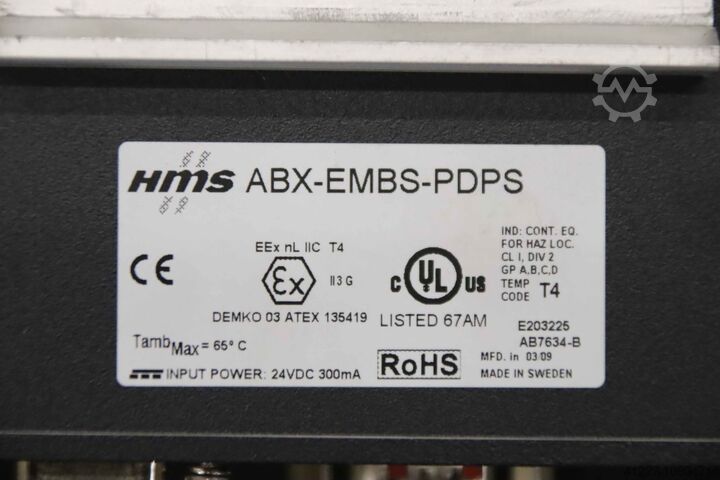 HMS ABX-EMBS-PDPS
IND: CONT. EQ.
FOR HAZ LOC.
CL I, DIV 2
GP A,B,C,D
TEMP
CODE T4
EEx nL IIC T4
CE
Ex
II 3 G
C UL US
DEMKO 03 ATEX 135419
LISTED 67AM
E203225
AB7634-B
TambMax = 65° C
RoHS
MFD. in 03/09
INPUT POWER: 24VDC 300mA
MADE IN SWEDEN